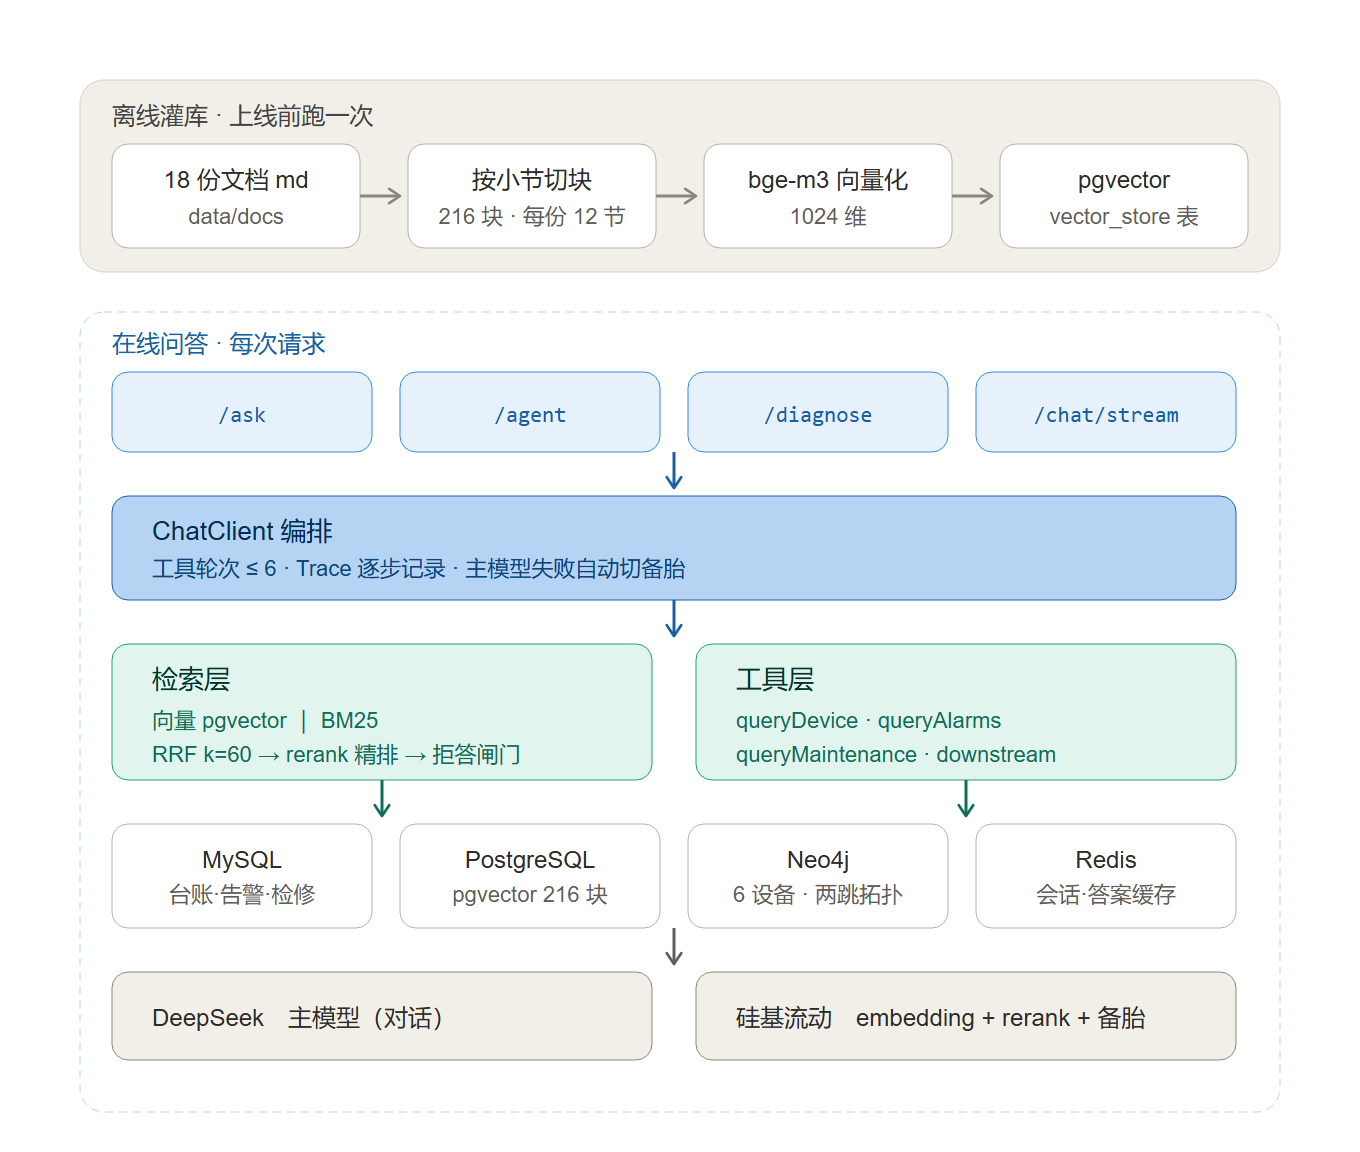 离线灌库 · 上线前跑一次
18 份文档 md
data/docs
按小节切块
216 块 · 每份 12 节
bge-m3 向量化
1024 维
pgvector
vector_store 表
在线问答 · 每次请求
/ask
/agent
/diagnose
/chat/stream
ChatClient 编排
工具轮次 ≤ 6 · Trace 逐步记录 · 主模型失败自动切备胎
检索层
向量 pgvector │ BM25
RRF k=60 → rerank 精排 → 拒答闸门
工具层
queryDevice · queryAlarms
queryMaintenance · downstream
MySQL
台账·告警·检修
PostgreSQL
pgvector 216 块
Neo4j
6 设备 · 两跳拓扑
Redis
会话·答案缓存
DeepSeek 主模型（对话）
硅基流动 embedding + rerank + 备胎